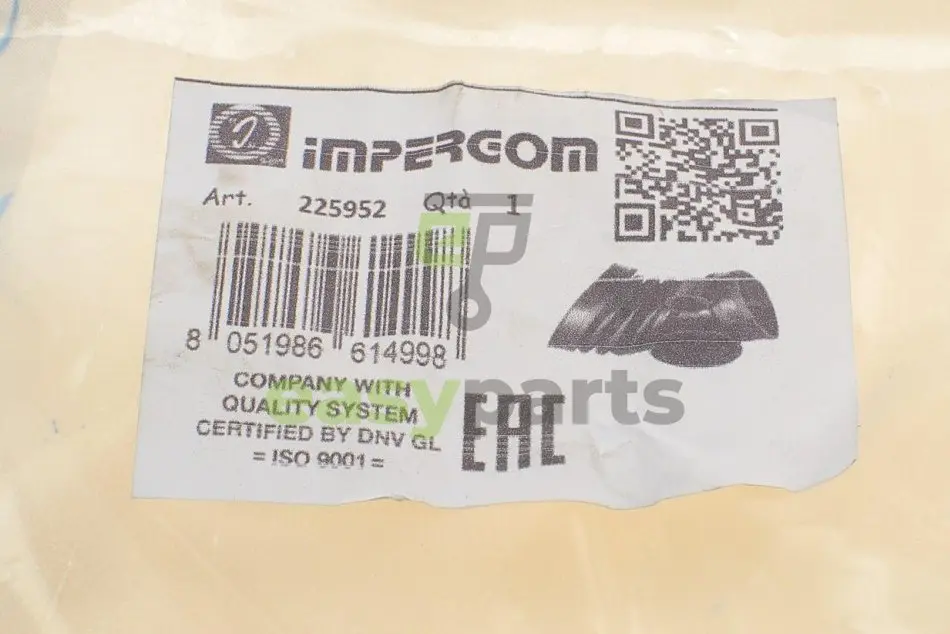 IMPERGOM
Art. 225952 Qtà 1
8 051986 614998
easyparts
COMPANY WITH
QUALITY SYSTEM
CERTIFIED BY DNV GL
= ISO 9001 =
EAC